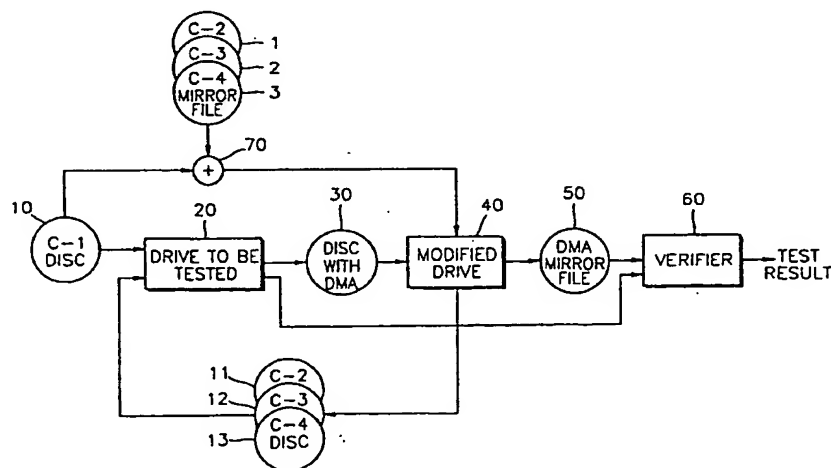 C-2
1
C-3
2
C-4
MIRROR
FILE
3
70
+
10
20
30
40
50
60
C-1
DISC
DRIVE TO BE
TESTED
DISC
WITH
DMA
MODIFIED
DRIVE
DMA
MIRROR
FILE
VERIFIER
TEST
RESULT
11
C-2
12
C-3
13
C-4
DISC